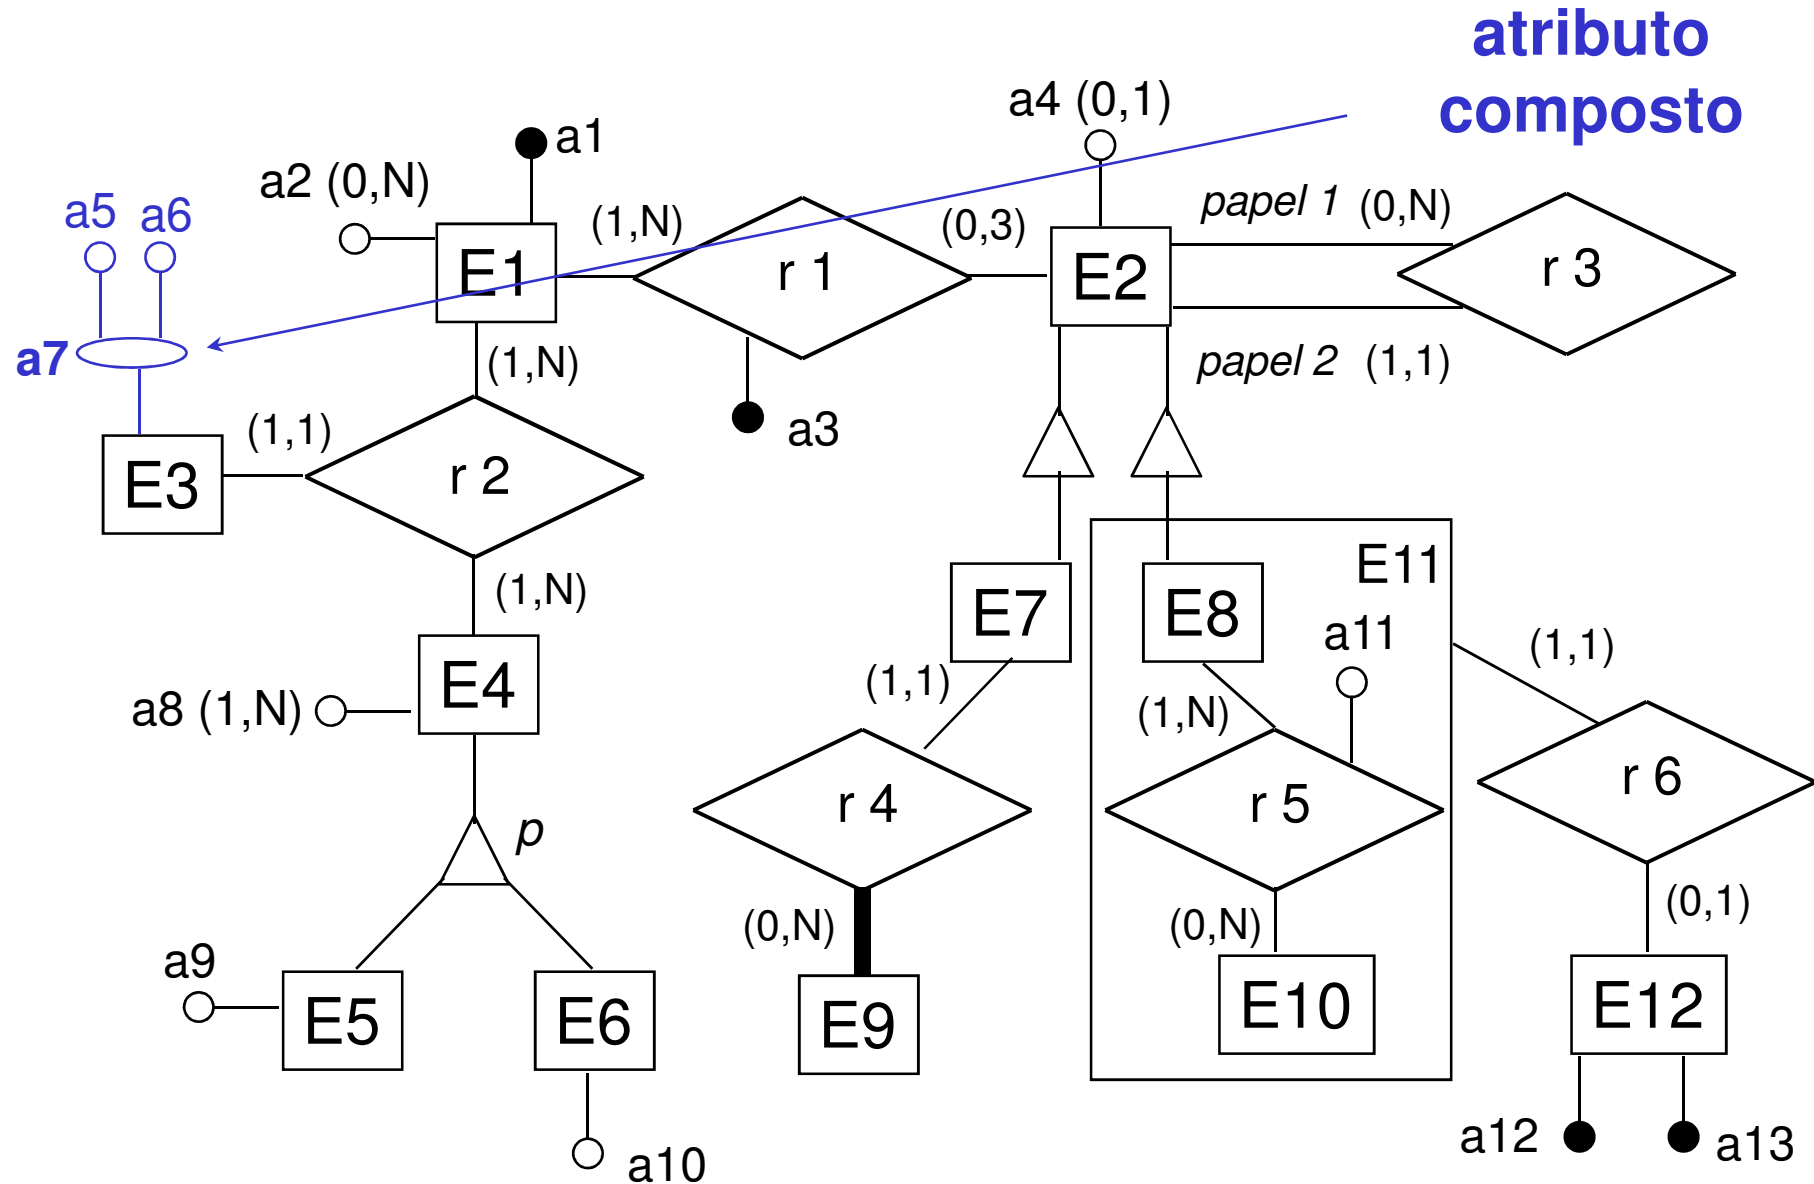 atributo
composto
a4 (0,1)
a1
a2 (0,N)
a5
a6
(1,N)
(0,3)
papel 1 (0,N)
E1
r 1
E2
r 3
a7
(1,N)
papel 2 (1,1)
(1,1)
a3
E3
r 2
(1,N)
E11
E7
E8
a11
(1,1)
E4
(1,1)
a8 (1,N)
(1,N)
r 4
r 5
r 6
p
(0,N)
(0,N)
(0,1)
a9
E5
E6
E9
E10
E12
a10
a12
a13